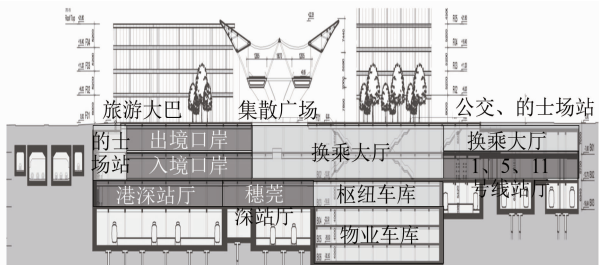 旅游大巴
集散广场
公交、的士场站
的士
场站
出境口岸
入境口岸
换乘大厅
换乘大厅
1、5、11
号线站厅
港深站厅
穗莞
深站厅
枢纽车库
物业车库